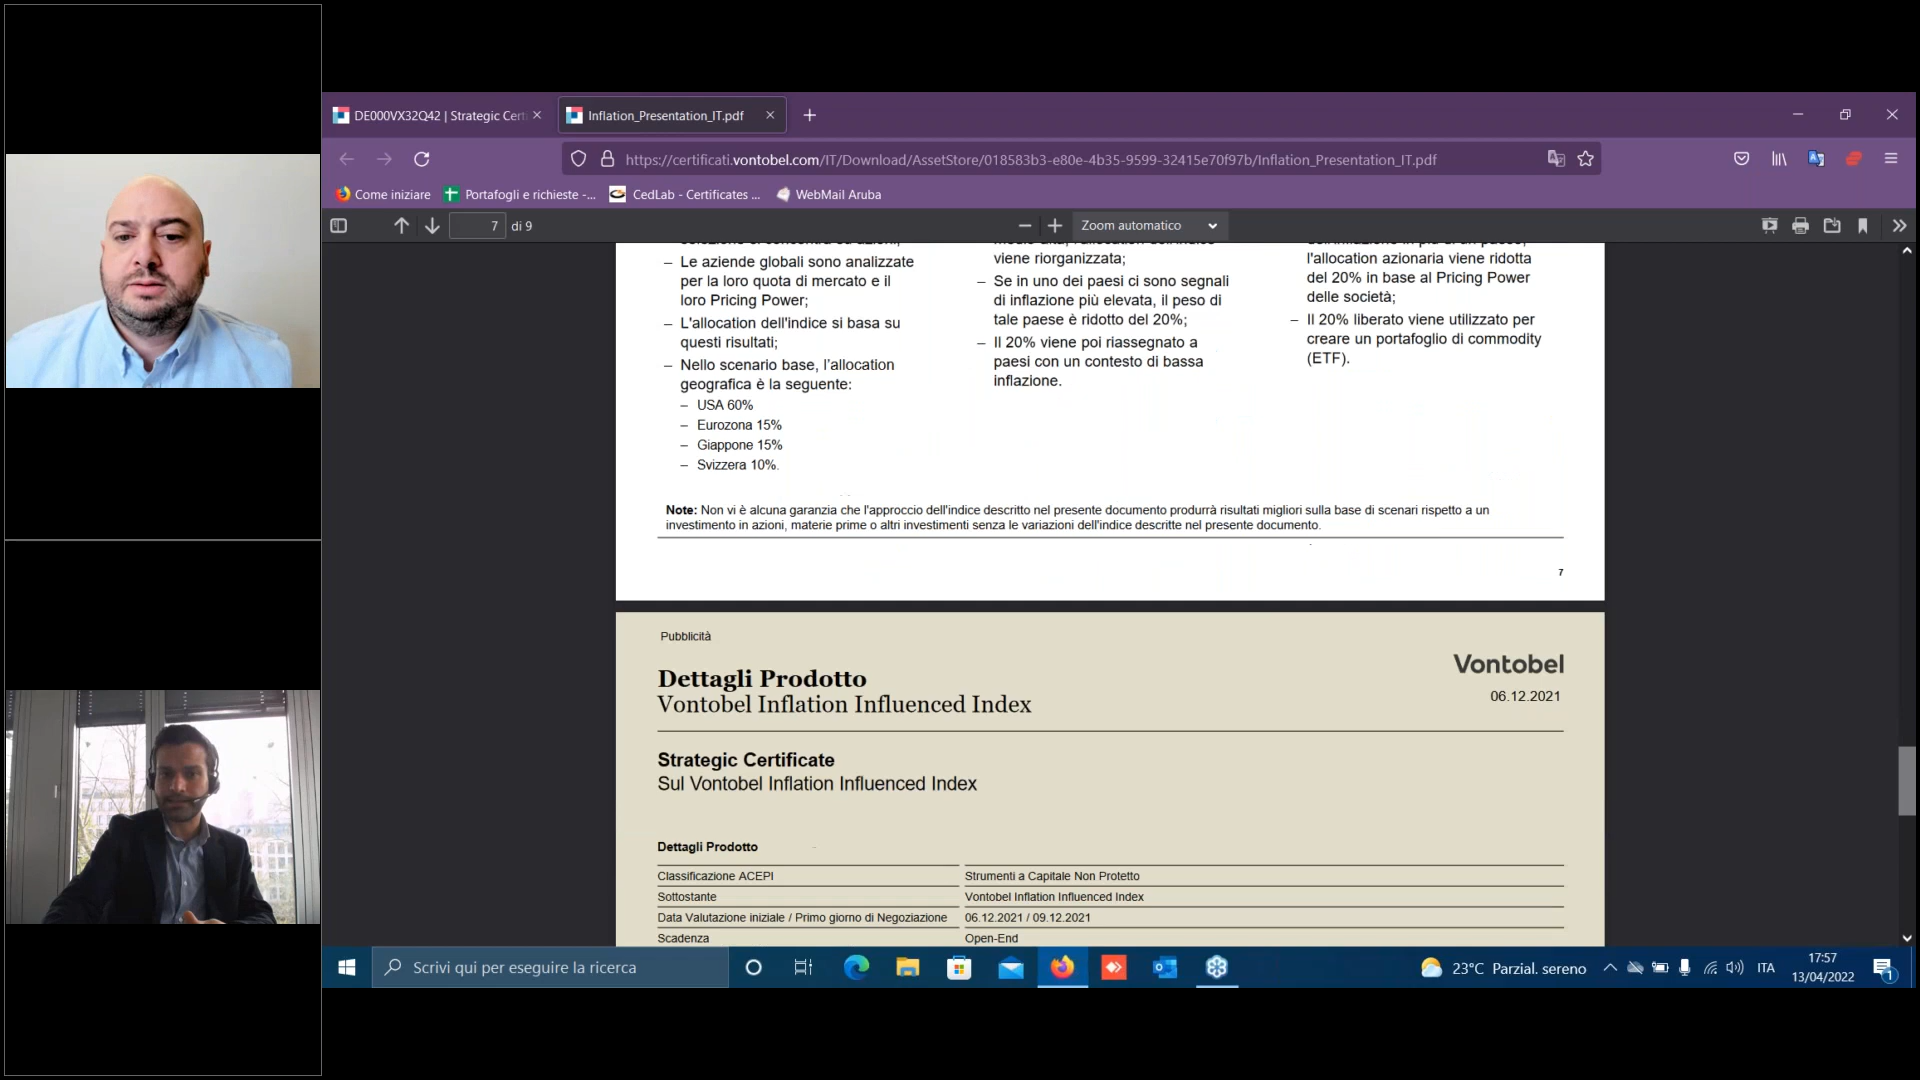 DE000VX32Q42 | Strategic Certi
Inflation_Presentation_IT.pdf
https://certificati.vontobel.com/IT/Download/AssetStore/018583b3-e80e-4b35-9599-32415e70f97b/Inflation_Presentation_IT.pdf
Come iniziare
Portafogli e richieste -...
CedLab - Certificates ...
WebMail Aruba
7 di 9
Zoom automatico
– Le aziende globali sono analizzate
per la loro quota di mercato e il
loro Pricing Power;
– L'allocation dell'indice si basa su
questi risultati;
– Nello scenario base, l'allocation
geografica è la seguente:
– USA 60%
– Eurozona 15%
– Giappone 15%
– Svizzera 10%.
viene riorganizzata;
– Se in uno dei paesi ci sono segnali
di inflazione più elevata, il peso di
tale paese è ridotto del 20%;
– Il 20% viene poi riassegnato a
paesi con un contesto di bassa
inflazione.
l'allocation azionaria viene ridotta
del 20% in base al Pricing Power
delle società;
– Il 20% liberato viene utilizzato per
creare un portafoglio di commodity
(ETF).
Note: Non vi è alcuna garanzia che l'approccio dell'indice descritto nel presente documento produrrà risultati migliori sulla base di scenari rispetto a un
investimento in azioni, materie prime o altri investimenti senza le variazioni dell'indice descritte nel presente documento.
7
Pubblicità
Vontobel
06.12.2021
Dettagli Prodotto
Vontobel Inflation Influenced Index
Strategic Certificate
Sul Vontobel Inflation Influenced Index
Dettagli Prodotto
Classificazione ACEPI Strumenti a Capitale Non Protetto
Sottostante Vontobel Inflation Influenced Index
Data Valutazione iniziale / Primo giorno di Negoziazione 06.12.2021 / 09.12.2021
Scadenza Open-End
Scrivi qui per eseguire la ricerca
23°C Parzial. sereno
ITA
17:57
13/04/2022
1